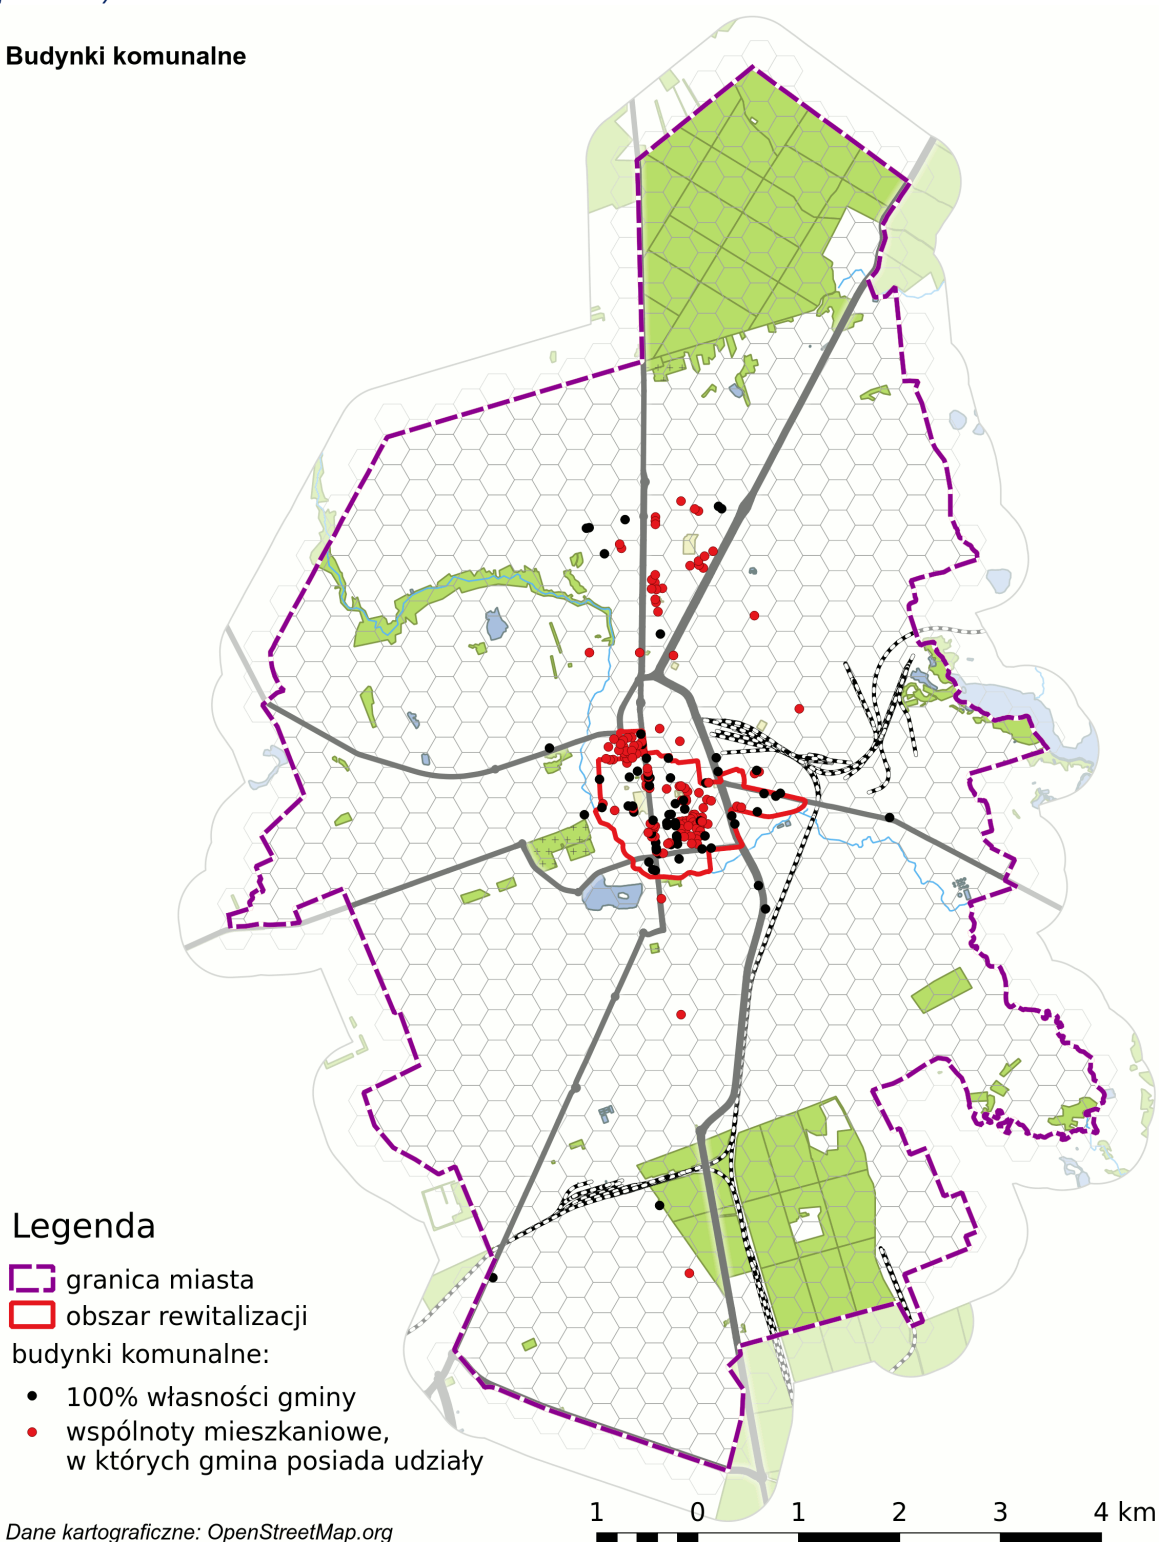 Budynki komunalne
Legenda
granica miasta
obszar rewitalizacji
budynki komunalne:
100% własności gminy
wspólnoty mieszkaniowe,
w których gmina posiada udziały
Dane kartograficzne: OpenStreetMap.org
1 0 1 2 3 4 km